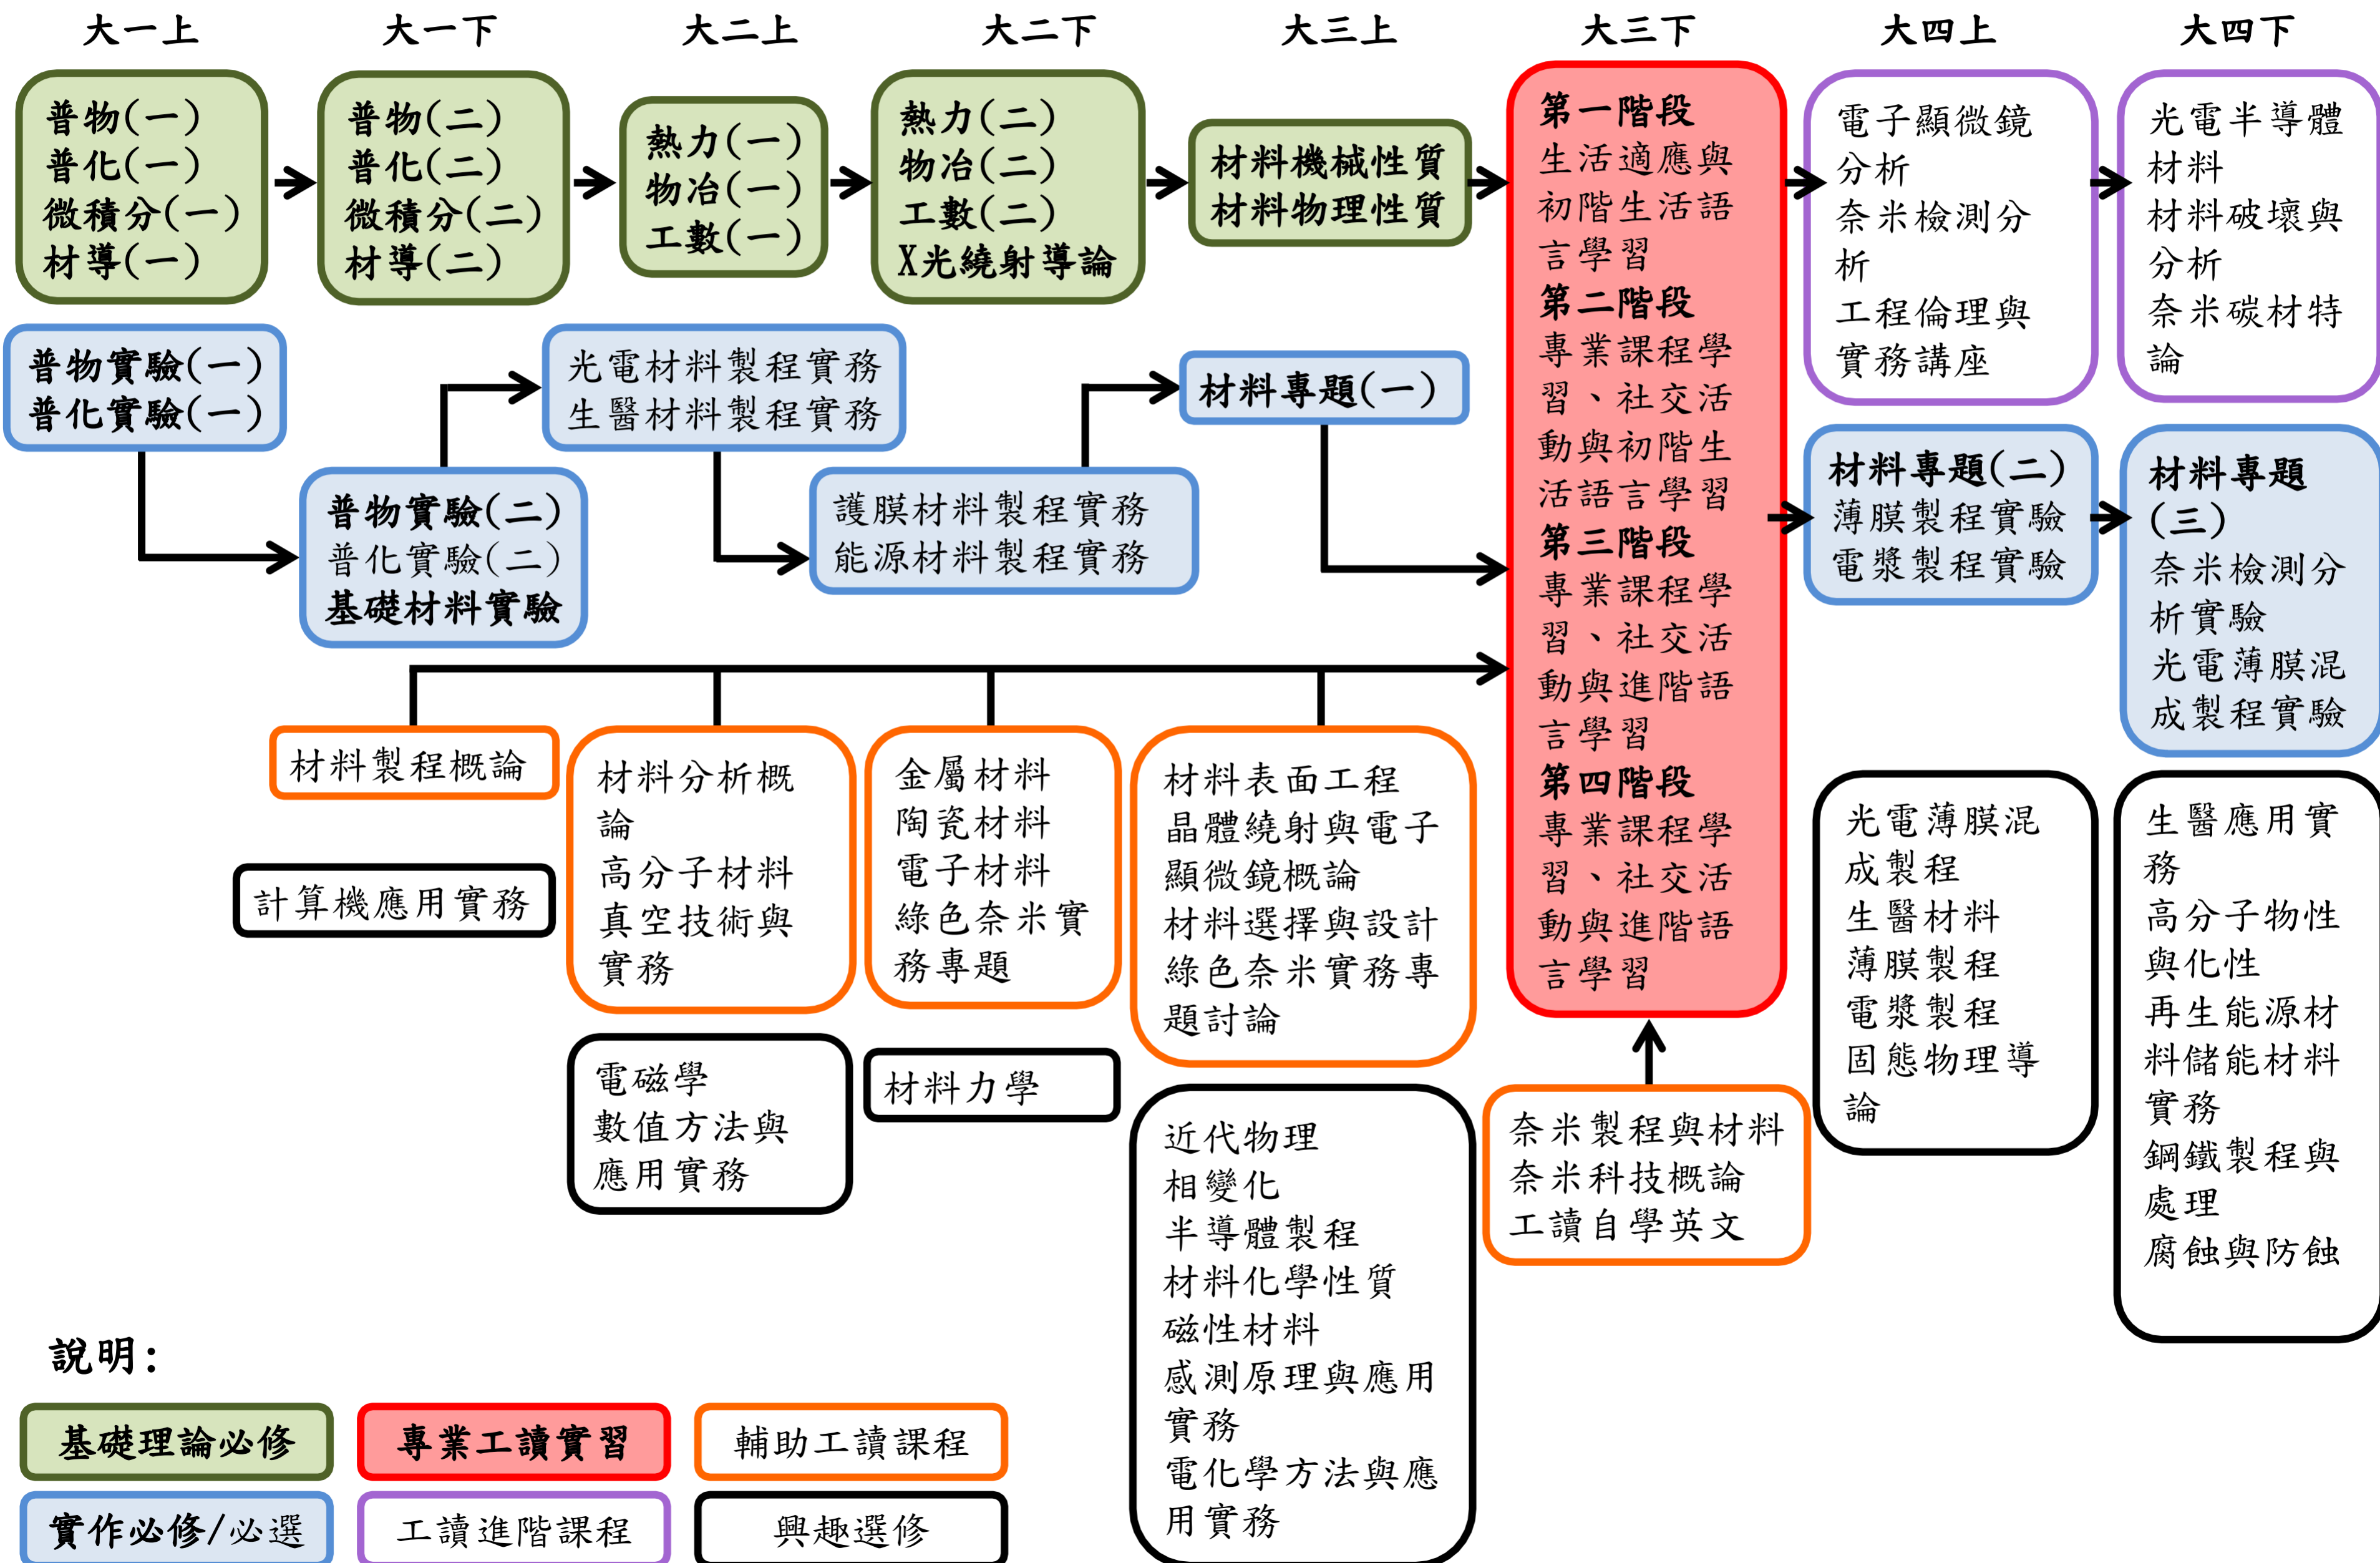 大一上
大一下
大二上
大二下
大三上
大三下
大四上
大四下
普物(一)
普化(一)
微積分(一)
材導(一)
普物(二)
普化(二)
微積分(二)
材導(二)
熱力(一)
物冶(一)
工數(一)
熱力(二)
物冶(二)
工數(二)
X光繞射導論
材料機械性質
材料物理性質
第一階段
生活適應與
初階生活語
言學習
第二階段
專業課程學
習、社交活
動與初階生
活語言學習
第三階段
專業課程學
習、社交活
動與進階語
言學習
第四階段
專業課程學
習、社交活
動與進階語
言學習
電子顯微鏡
分析
奈米檢測分
析
工程倫理與
實務講座
光電半導體
材料
材料破壞與
分析
奈米碳材特
論
普物實驗(一)
普化實驗(一)
普物實驗(二)
普化實驗(二)
基礎材料實驗
光電材料製程實務
生醫材料製程實務
護膜材料製程實務
能源材料製程實務
材料專題(一)
材料專題(二)
薄膜製程實驗
電漿製程實驗
材料專題
(三)
奈米檢測分
析實驗
光電薄膜混
成製程實驗
材料製程概論
計算機應用實務
材料分析概
論
高分子材料
真空技術與
實務
電磁學
數值方法與
應用實務
金屬材料
陶瓷材料
電子材料
綠色奈米實
務專題
材料力學
材料表面工程
晶體繞射與電子
顯微鏡概論
材料選擇與設計
綠色奈米實務專
題討論
近代物理
相變化
半導體製程
材料化學性質
磁性材料
感測原理與應用
實務
電化學方法與應
用實務
奈米製程與材料
奈米科技概論
工讀自學英文
光電薄膜混
成製程
生醫材料
薄膜製程
電漿製程
固態物理導
論
生醫應用實
務
高分子物性
與化性
再生能源材
料儲能材料
實務
鋼鐵製程與
處理
腐蝕與防蝕
說明:
基礎理論必修
專業工讀實習
輔助工讀課程
實作必修/必選
工讀進階課程
興趣選修